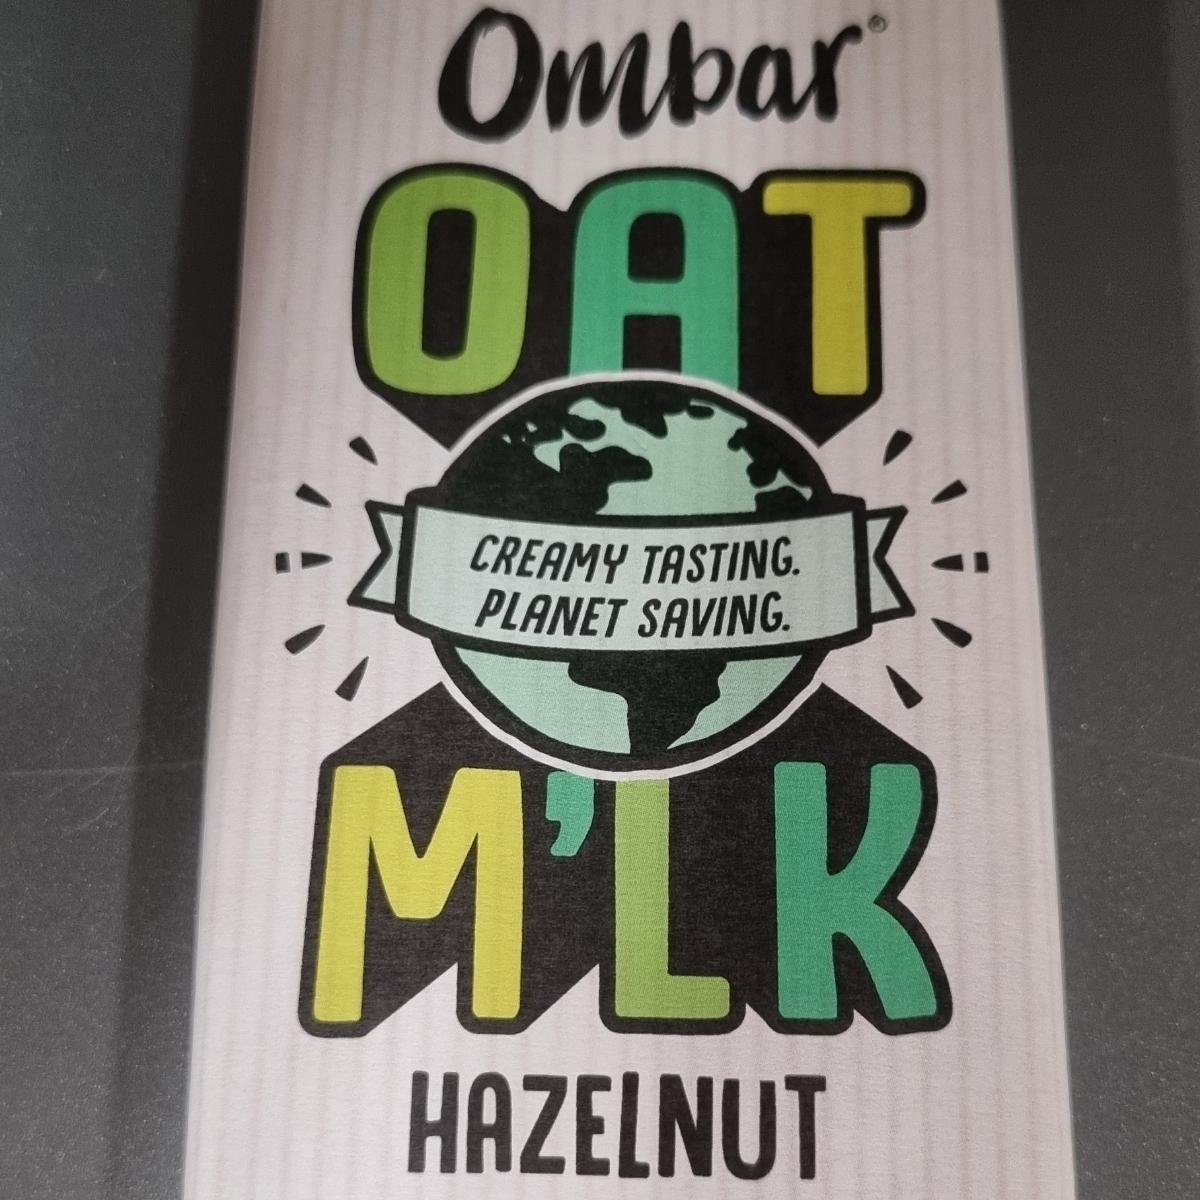 Ombar®
OAT
CREAMY TASTING.
PLANET SAVING.
M'LK
HAZELNUT